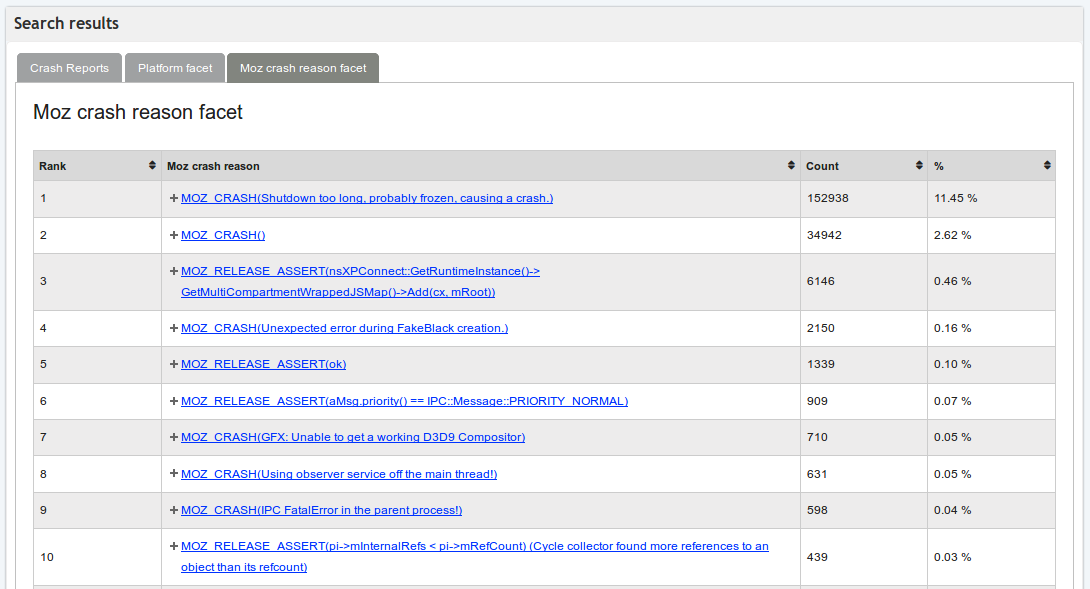 Search results
Crash Reports Platform facet Moz crash reason facet
Moz crash reason facet
Rank Moz crash reason Count %
1 MOZ_CRASH(Shutdown too long, probably frozen, causing a crash.) 152938 11.45 %
2 MOZ_CRASH() 34942 2.62 %
3 MOZ_RELEASE_ASSERT(nsXPConnect::GetRuntimeInstance()-> 6146 0.46 %
GetMultiCompartmentWrappedJSMap()->Add(cx, mRoot))
4 MOZ_CRASH(Unexpected error during FakeBlack creation.) 2150 0.16 %
5 MOZ_RELEASE_ASSERT(ok) 1339 0.10 %
6 MOZ_RELEASE_ASSERT(aMsg.priority() == IPC::Message::PRIORITY_NORMAL) 909 0.07 %
7 MOZ_CRASH(GFX: Unable to get a working D3D9 Compositor) 710 0.05 %
8 MOZ_CRASH(Using observer service off the main thread!) 631 0.05 %
9 MOZ_CRASH(IPC FatalError in the parent process!) 598 0.04 %
10 MOZ_RELEASE_ASSERT(pi->mInternalRefs < pi->mRefCount) (Cycle collector found more references to an 439 0.03 %
object than its refcount)